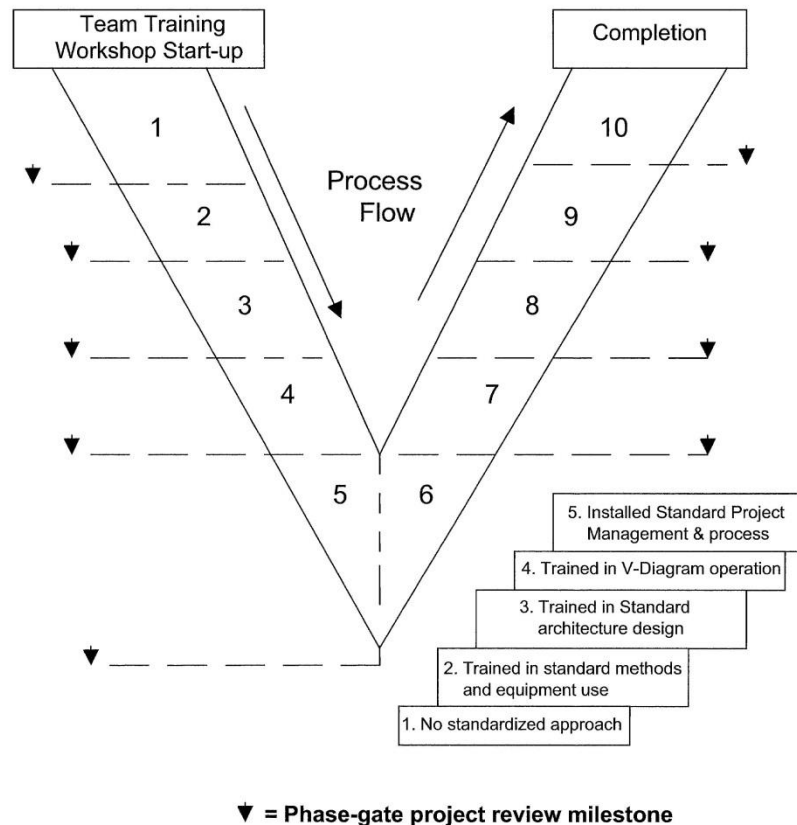 Team Training
Workshop Start-up
Completion
1
10
Process
Flow
2
9
3
8
4
7
5
6
5. Installed Standard Project
Management & process
4. Trained in V-Diagram operation
3. Trained in Standard
architecture design
2. Trained in standard methods
and equipment use
1. No standardized approach
= Phase-gate project review milestone